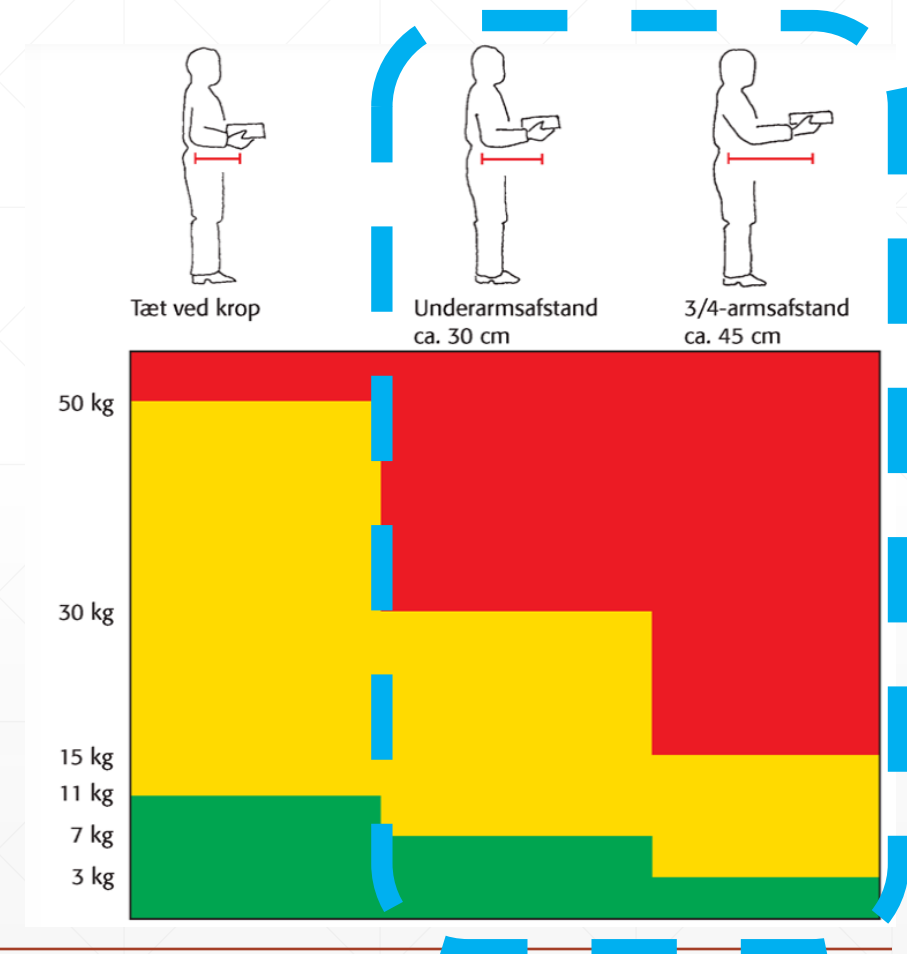 Tæt ved krop
Underarmsafstand
ca. 30 cm
3/4-armsafstand
ca. 45 cm
50 kg
30 kg
15 kg
11 kg
7 kg
3 kg